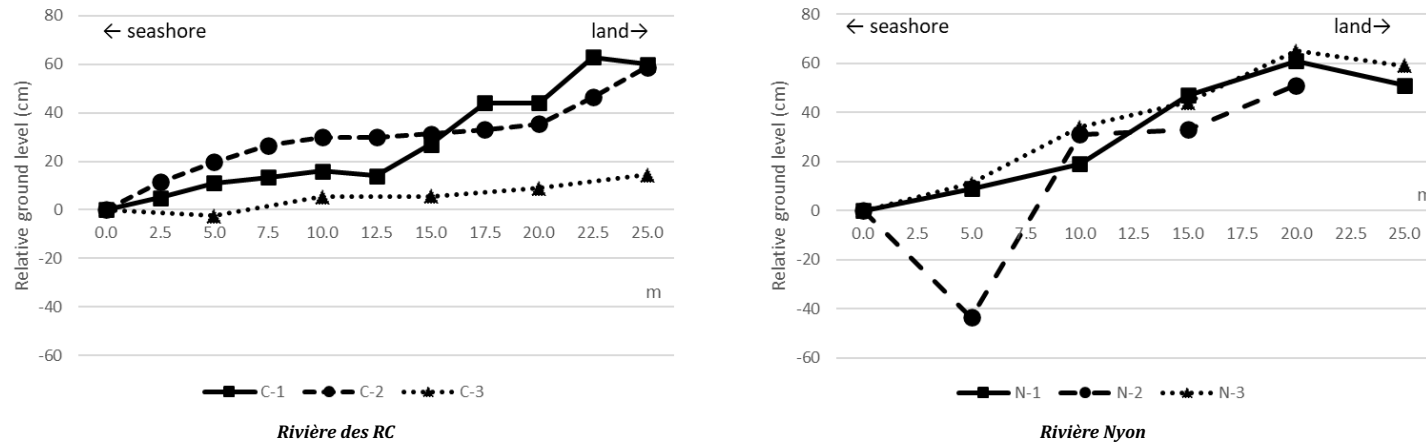 80
← seashore
land→
60
40
20
0
0.0 2.5 5.0 7.5 10.0 12.5 15.0 17.5 20.0 22.5 25.0
-20
-40
m
-60
Relative ground level (cm)
C-1 C-2 C-3
Rivière des RC
80
← seashore
land→
60
40
20
m
0
0.0 2.5 5.0 7.5 10.0 12.5 15.0 17.5 20.0 22.5 25.0
-20
-40
-60
Relative ground level (cm)
N-1 N-2 N-3
Rivière Nyon